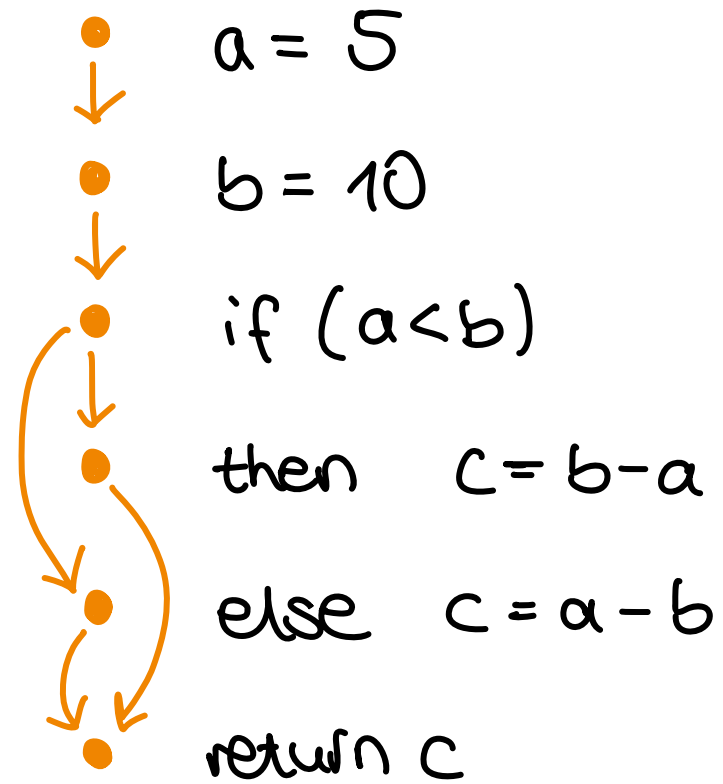 a = 5
b = 10
if (a<b)
then c = b - a
else c = a - b
return c